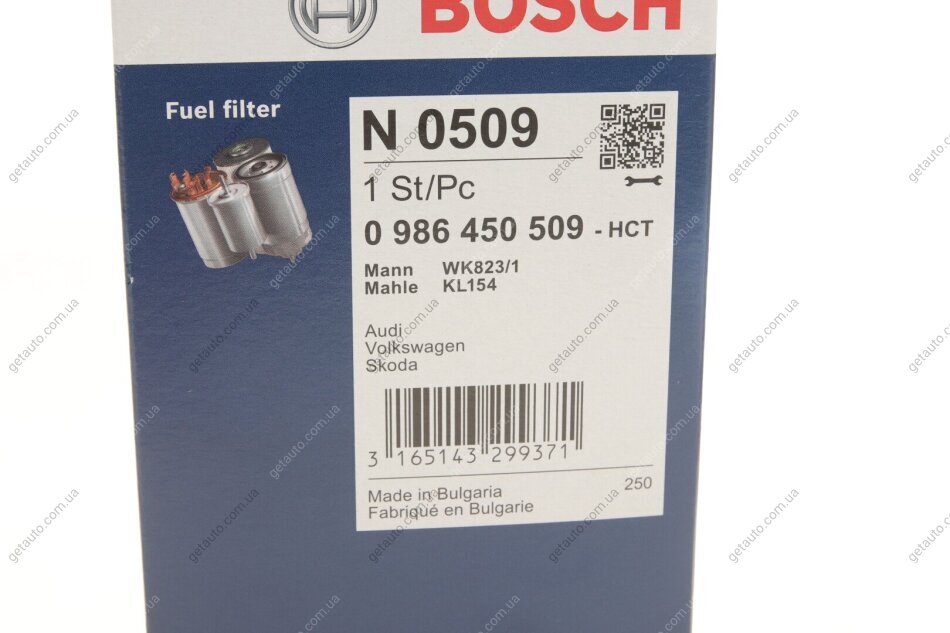 BOSCH
Fuel filter
N 0509
1 St/Pc
0 986 450 509 - HCT
Mann WK823/1
Mahle KL154
Audi
Volkswagen
Skoda
3 165143 299371
250
Made in Bulgaria
Fabriqué en Bulgarie
getauto.com.ua